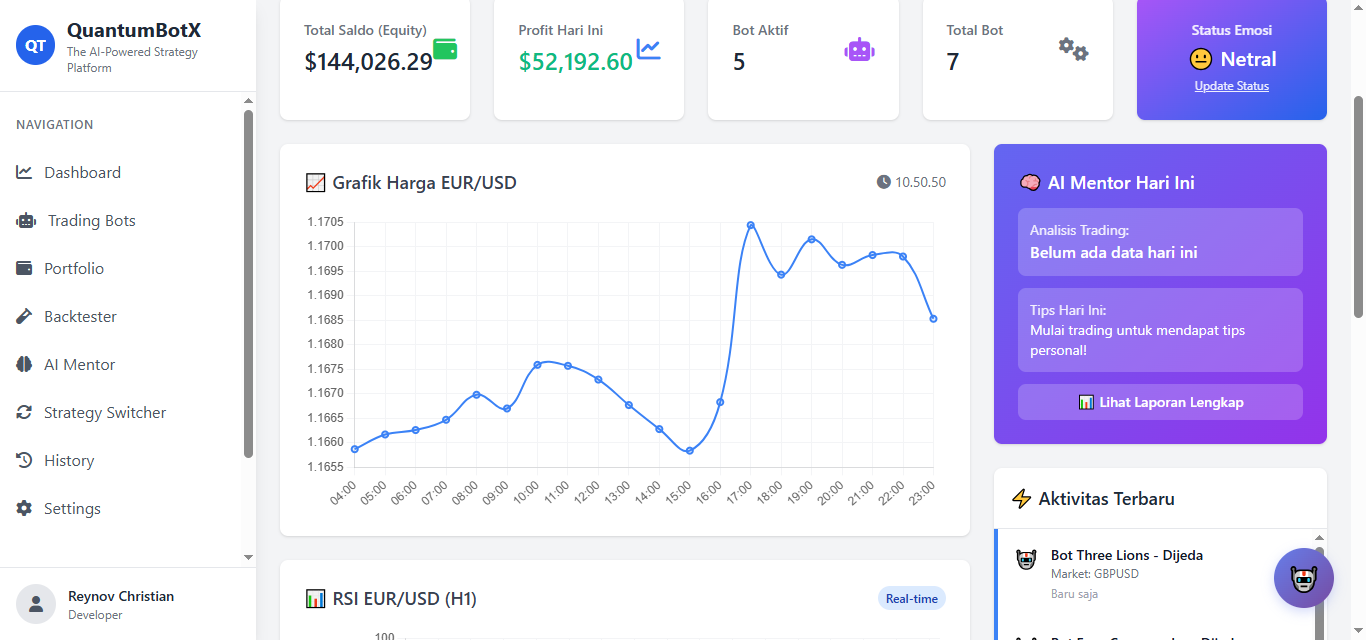 QT
QuantumBotX
The AI-Powered Strategy
Platform
NAVIGATION
Dashboard
Trading Bots
Portfolio
Backtester
AI Mentor
Strategy Switcher
History
Settings
Reynov Christian
Developer
Total Saldo (Equity)
$144,026.29
Profit Hari Ini
$52,192.60
Bot Aktif
5
Total Bot
7
Status Emosi
Netral
Update Status
Grafik Harga EUR/USD
10.50.50
1.1705
1.1700
1.1695
1.1690
1.1685
1.1680
1.1675
1.1670
1.1665
1.1660
1.1655
04:00 05:00 06:00 07:00 08:00 09:00 10:00 11:00 12:00 13:00 14:00 15:00 16:00 17:00 18:00 19:00 20:00 21:00 22:00 23:00
RSI EUR/USD (H1)
Real-time
100
AI Mentor Hari Ini
Analisis Trading:
Belum ada data hari ini
Tips Hari Ini:
Mulai trading untuk mendapat tips
personal!
Lihat Laporan Lengkap
Aktivitas Terbaru
Bot Three Lions - Dijeda
Market: GBPUSD
Baru saja